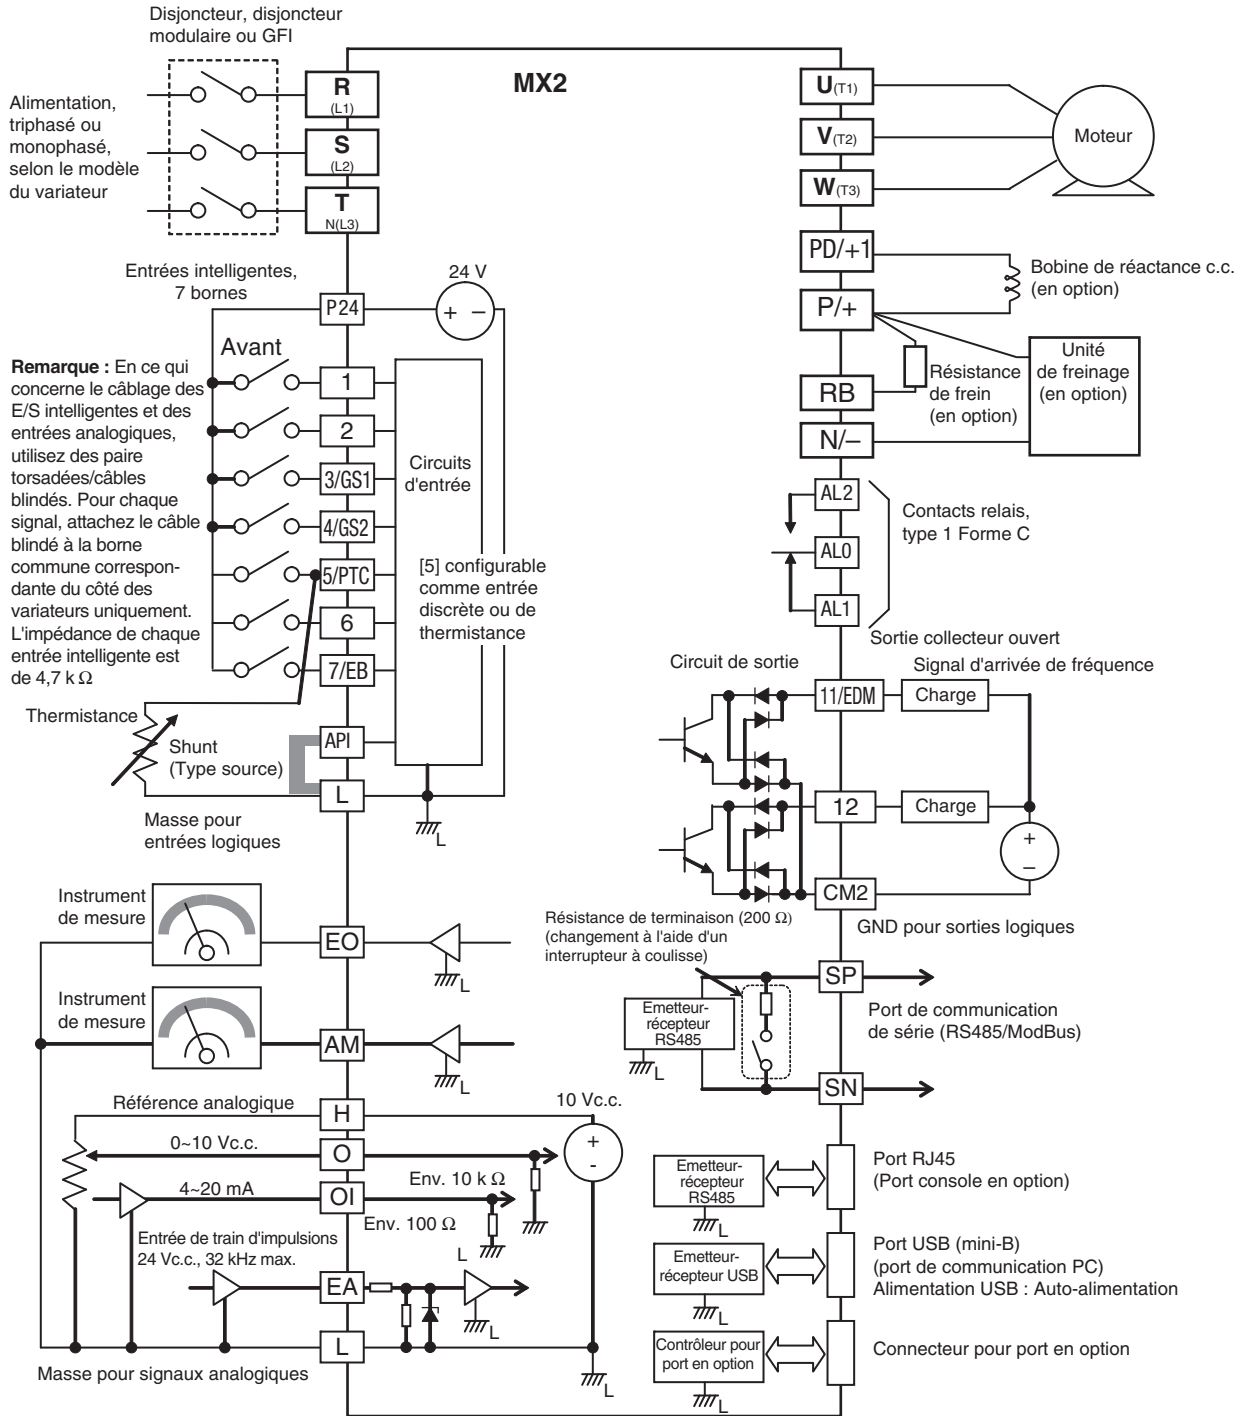 Disjoncteur, disjoncteur
modulaire ou GFI
Alimentation,
triphasé ou
monophasé,
selon le modèle
du variateur
R
(L1)
S
(L2)
T
N(L3)
MX2
U(T1)
V(T2)
W(T3)
Moteur
PD/+1
P/+
Bobine de réactance c.c.
(en option)
RB
N/–
Résistance
de frein
(en option)
Unité
de freinage
(en option)
Entrées intelligentes,
7 bornes
24 V
P24
+ –
Avant
Remarque : En ce qui
concerne le câblage des
E/S intelligentes et des
entrées analogiques,
utilisez des paire
torsadées/câbles
blindés. Pour chaque
signal, attachez le câble
blindé à la borne
commune correspon-
dante du côté des
variateurs uniquement.
L'impédance de chaque
entrée intelligente est
de 4,7 k Ω
1
2
3/GS1
4/GS2
5/PTC
6
7/EB
API
L
Circuits
d'entrée
[5] configurable
comme entrée
discrète ou de
thermistance
Thermistance
Shunt
(Type source)
L
Masse pour
entrées logiques
AL2
AL0
AL1
Contacts relais,
type 1 Forme C
Sortie collecteur ouvert
Circuit de sortie
Signal d'arrivée de fréquence
11/EDM
Charge
12
Charge
+
–
CM2
GND pour sorties logiques
Instrument
de mesure
EO
L
Instrument
de mesure
AM
L
Résistance de terminaison (200 Ω)
(changement à l'aide d'un
interrupteur à coulisse)
SP
Emetteur-
récepteur
RS485
L
Port de communication
de série (RS485/ModBus)
SN
Référence analogique
H
10 Vc.c.
+
-
0~10 Vc.c.
O
4~20 mA
OI
Env. 10 k Ω
Env. 100 Ω
L
Entrée de train d'impulsions
24 Vc.c., 32 kHz max.
EA
L
L
L
Masse pour signaux analogiques
Emetteur-
récepteur
RS485
L
Port RJ45
(Port console en option)
Emetteur-
récepteur USB
L
Port USB (mini-B)
(port de communication PC)
Alimentation USB : Auto-alimentation
Contrôleur pour
port en option
L
Connecteur pour port en option